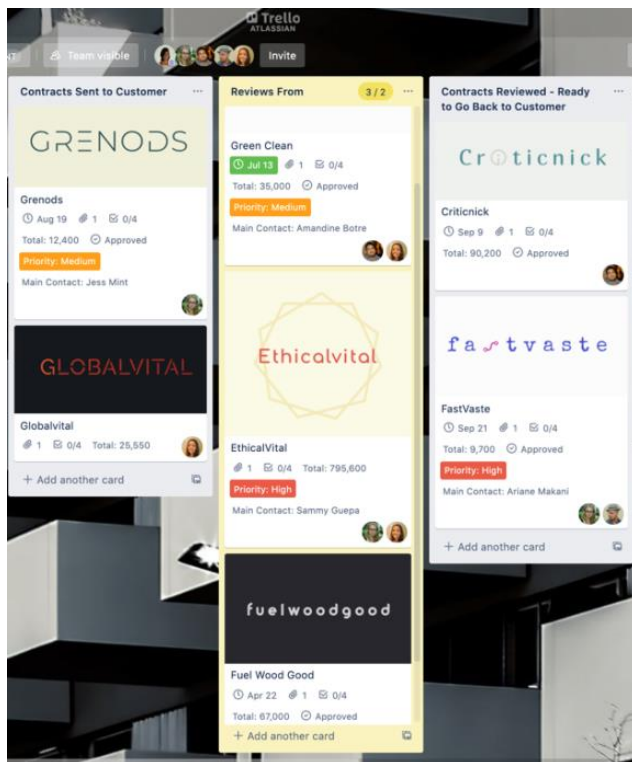 Trello
ATLASSIAN
Team visible
Invite
Contracts Sent to Customer
GRENODS
Grenods
Aug 19 1 0/4
Total: 12,400 Approved
Priority: Medium
Main Contact: Jess Mint
GLOBALVITAL
Globalvital
1 0/4 Total: 25,550
+ Add another card
Reviews From 3 / 2
Green Clean
Jul 13 1 0/4
Total: 35,000 Approved
Priority: Medium
Main Contact: Amandine Botre
Ethicalvital
EthicalVital
1 0/4 Total: 795,600
Priority: High
Main Contact: Sammy Guepa
fuelwoodgood
Fuel Wood Good
Apr 22 1 0/4
Total: 67,000 Approved
+ Add another card
Contracts Reviewed - Ready
to Go Back to Customer
Criticnick
Criticnick
Sep 9 1 0/4
Total: 90,200 Approved
fastvaste
FastVaste
Sep 21 1 0/4
Total: 9,700 Approved
Priority: High
Main Contact: Ariane Makani
+ Add another card